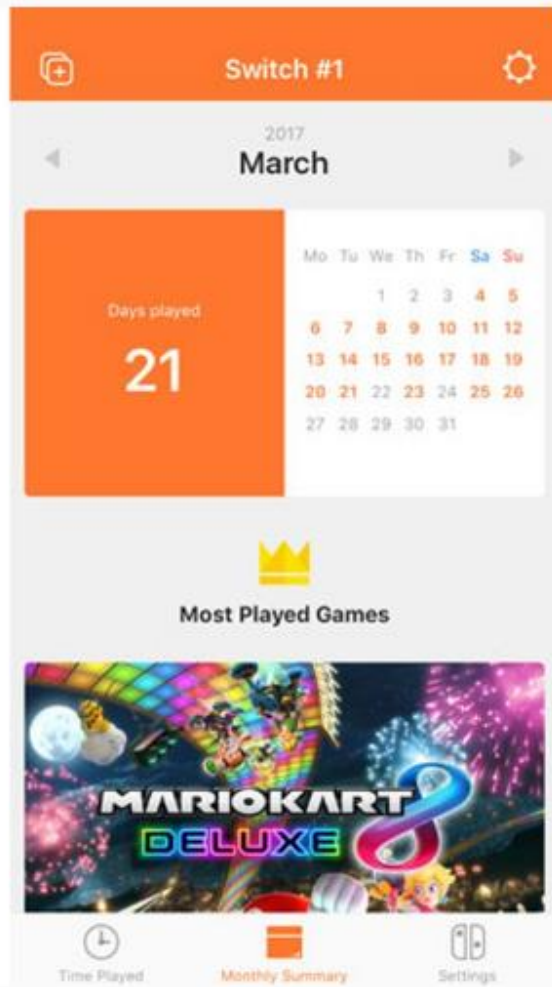 Switch #1
2017
March
Days played
21
Mo Tu We Th Fr Sa Su
1 2 3 4 5
6 7 8 9 10 11 12
13 14 15 16 17 18 19
20 21 22 23 24 25 26
27 28 29 30 31
Most Played Games
MARIOKART 8
DELUXE
Time Played Monthly Summary Settings